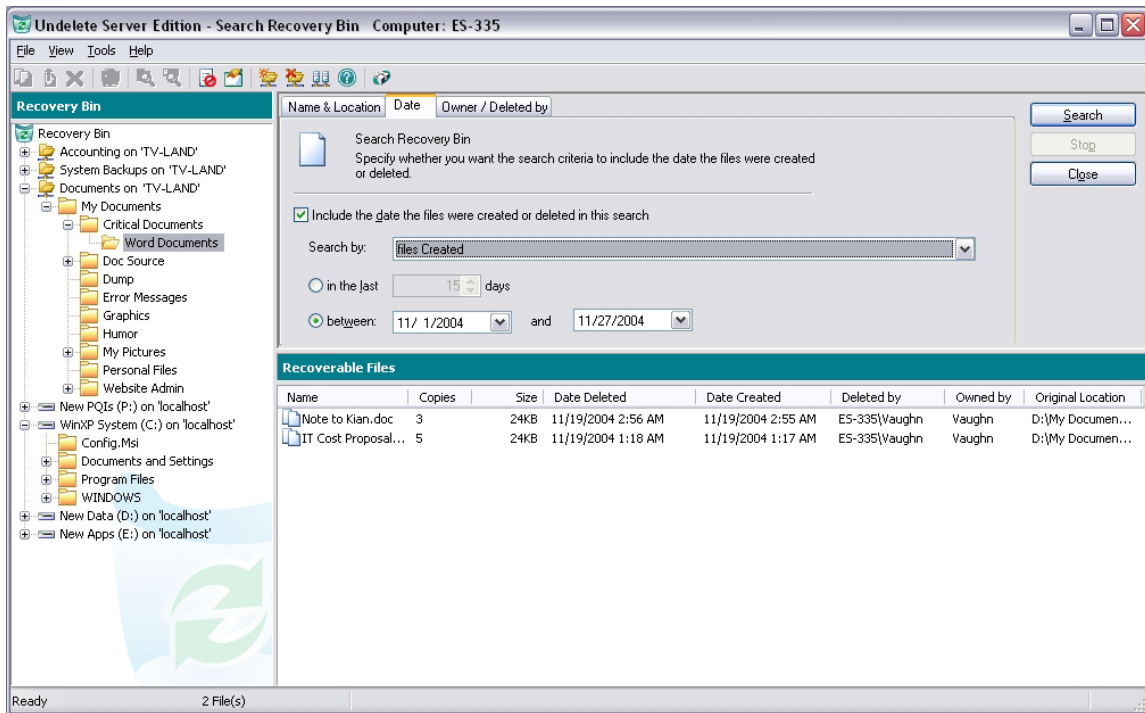 Undelete Server Edition - Search Recovery Bin Computer: ES-335
File View Tools Help
Recovery Bin
Recovery Bin
Accounting on 'TV-LAND'
System Backups on 'TV-LAND'
Documents on 'TV-LAND'
My Documents
Critical Documents
Word Documents
Doc Source
Dump
Error Messages
Graphics
Humor
My Pictures
Personal Files
Website Admin
New PQIs (P:) on 'localhost'
WinXP System (C:) on 'localhost'
Config.Msi
Documents and Settings
Program Files
WINDOWS
New Data (D:) on 'localhost'
New Apps (E:) on 'localhost'
Name & Location Date Owner / Deleted by
Search Recovery Bin
Specify whether you want the search criteria to include the date the files were created
or deleted.
Include the date the files were created or deleted in this search
Search by: files Created
in the last 15 days
between: 11/ 1/2004 and 11/27/2004
Search
Stop
Close
Recoverable Files
Name Copies Size Date Deleted Date Created Deleted by Owned by Original Location
Note to Kian.doc 3 24KB 11/19/2004 2:56 AM 11/19/2004 2:55 AM ES-335\Vaughn Vaughn D:\My Documen...
IT Cost Proposal... 5 24KB 11/19/2004 1:18 AM 11/19/2004 1:17 AM ES-335\Vaughn Vaughn D:\My Documen...
Ready 2 File(s)